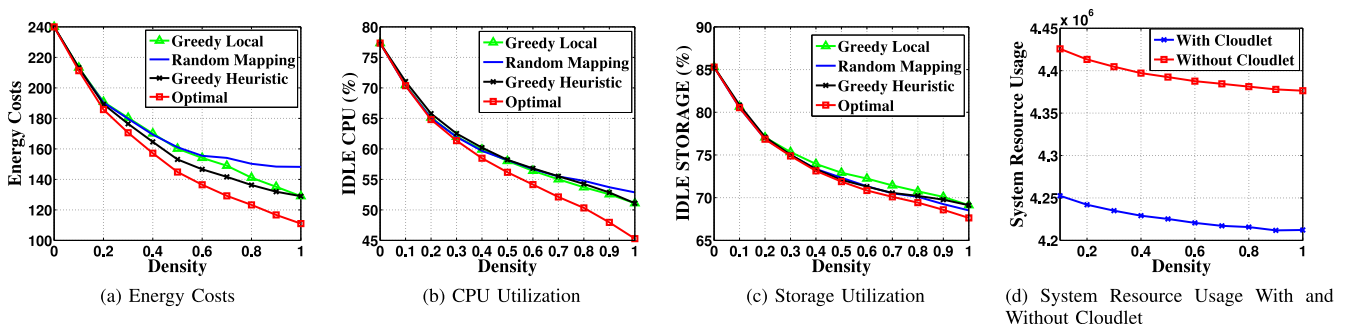 240
220
200
180
160
140
120
100
Energy Costs
0
0.2
0.4
0.6
0.8
1
Density
Greedy Local
Random Mapping
Greedy Heuristic
Optimal
(a) Energy Costs
80
75
70
65
60
55
50
45
IDLE CPU (%)
0 0.1 0.2 0.3 0.4 0.5 0.6 0.7 0.8 0.9 1
Density
Greedy Local
Random Mapping
Greedy Heuristic
Optimal
(b) CPU Utilization
90
85
80
75
70
65
IDLE STORAGE (%)
0 0.1 0.2 0.3 0.4 0.5 0.6 0.7 0.8 0.9 1
Density
Greedy Local
Random Mapping
Greedy Heuristic
Optimal
(c) Storage Utilization
4.45 × 10⁶
4.4
4.35
4.3
4.25
4.2
System Resource Usage
0.2 0.4 0.6 0.8 1
Density
With Cloudlet
Without Cloudlet
(d) System Resource Usage With and
Without Cloudlet